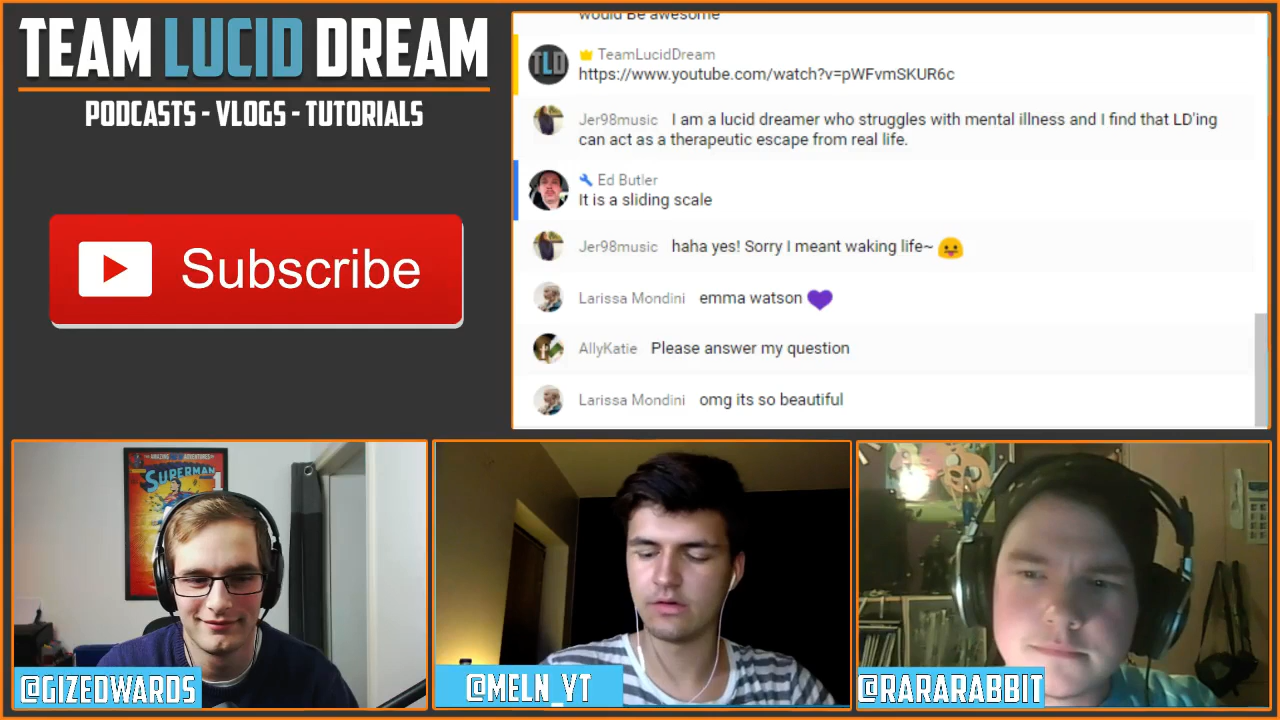 TEAM LUCID DREAM
PODCASTS - VLOGS - TUTORIALS
Subscribe
would Be awesome
TeamLucidDream
https://www.youtube.com/watch?v=pWFvmSKUR6c
Jer98music I am a lucid dreamer who struggles with mental illness and I find that LD'ing
can act as a therapeutic escape from real life.
Ed Butler
It is a sliding scale
Jer98music haha yes! Sorry I meant waking life~
Larissa Mondini emma watson
AllyKatie Please answer my question
Larissa Mondini omg its so beautiful
TLD
SUPERMAN
@GIZEDWARDS
@MELN_YT
@RARARABBIT